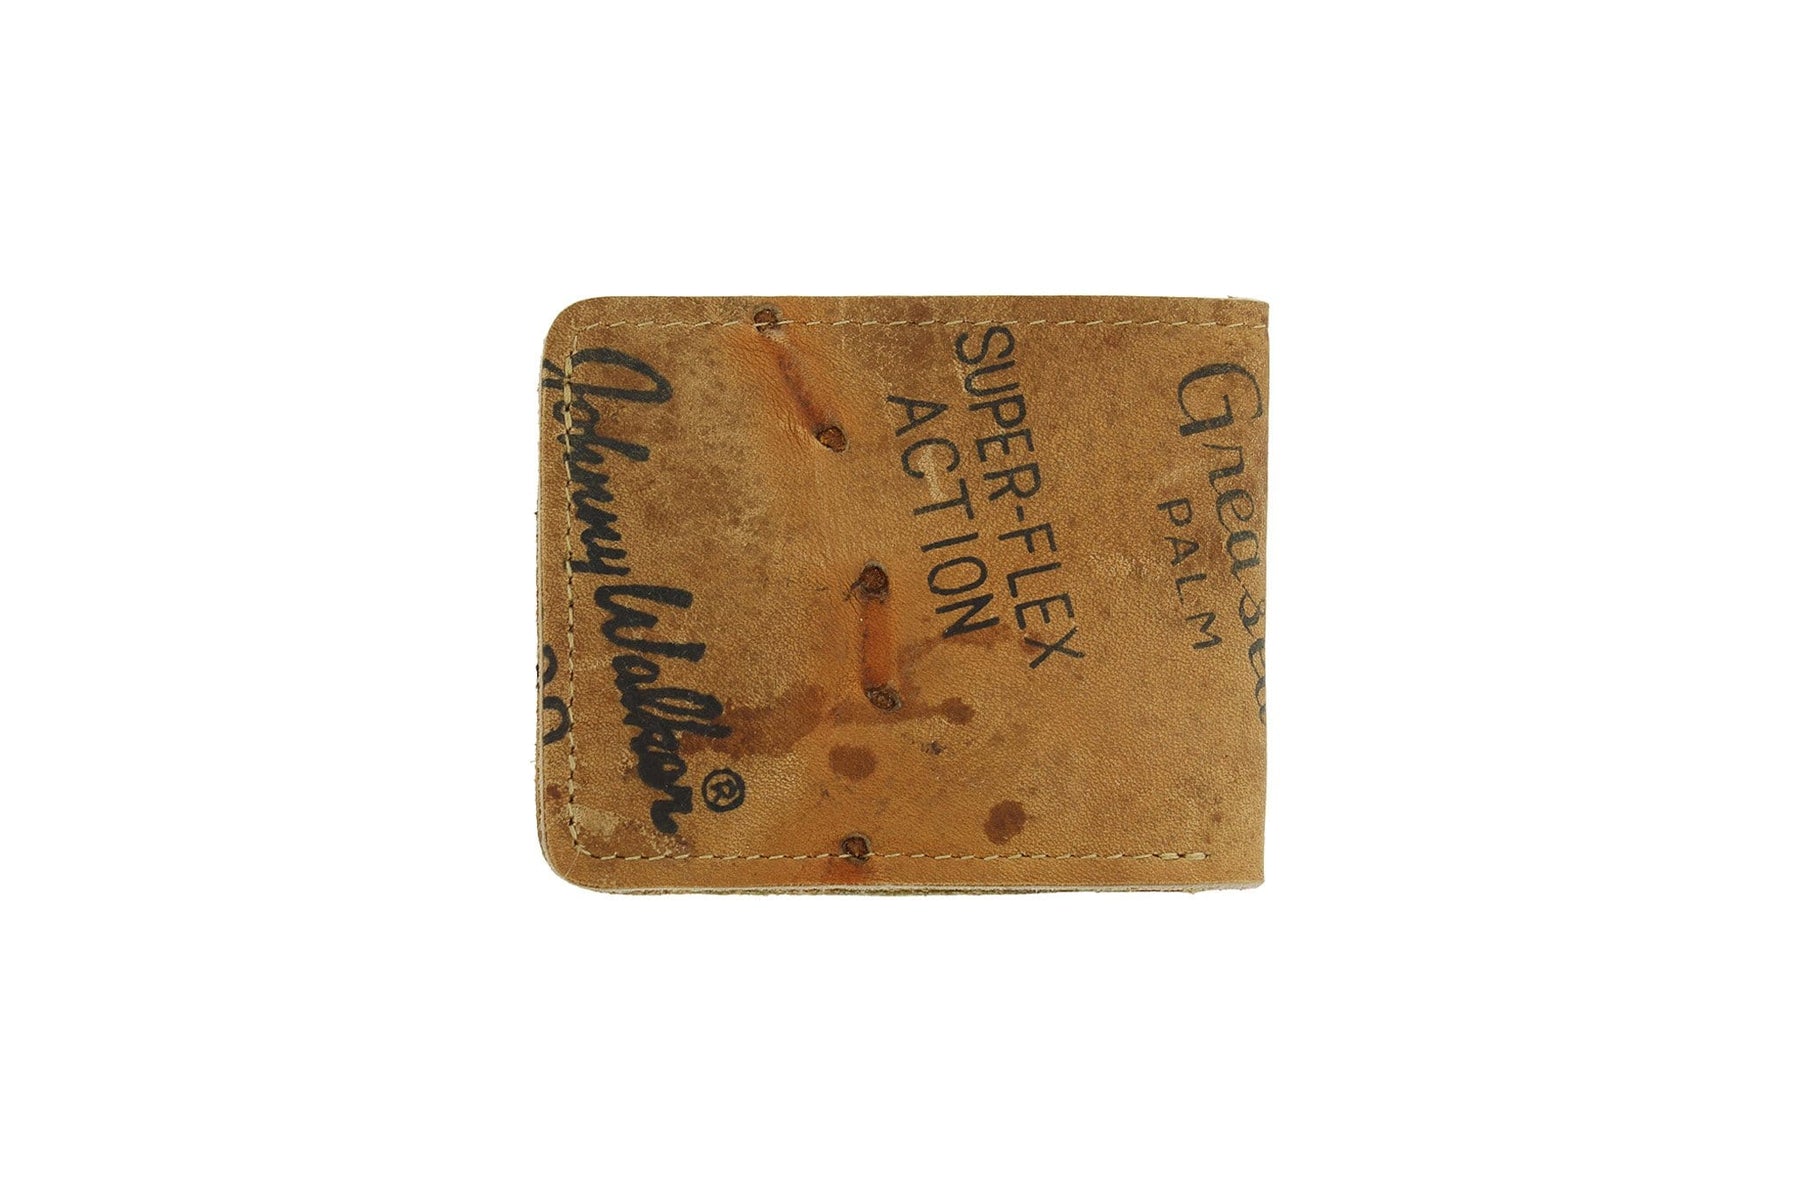 Johnny Walker®
SUPER-FLEX
ACTION
PALM